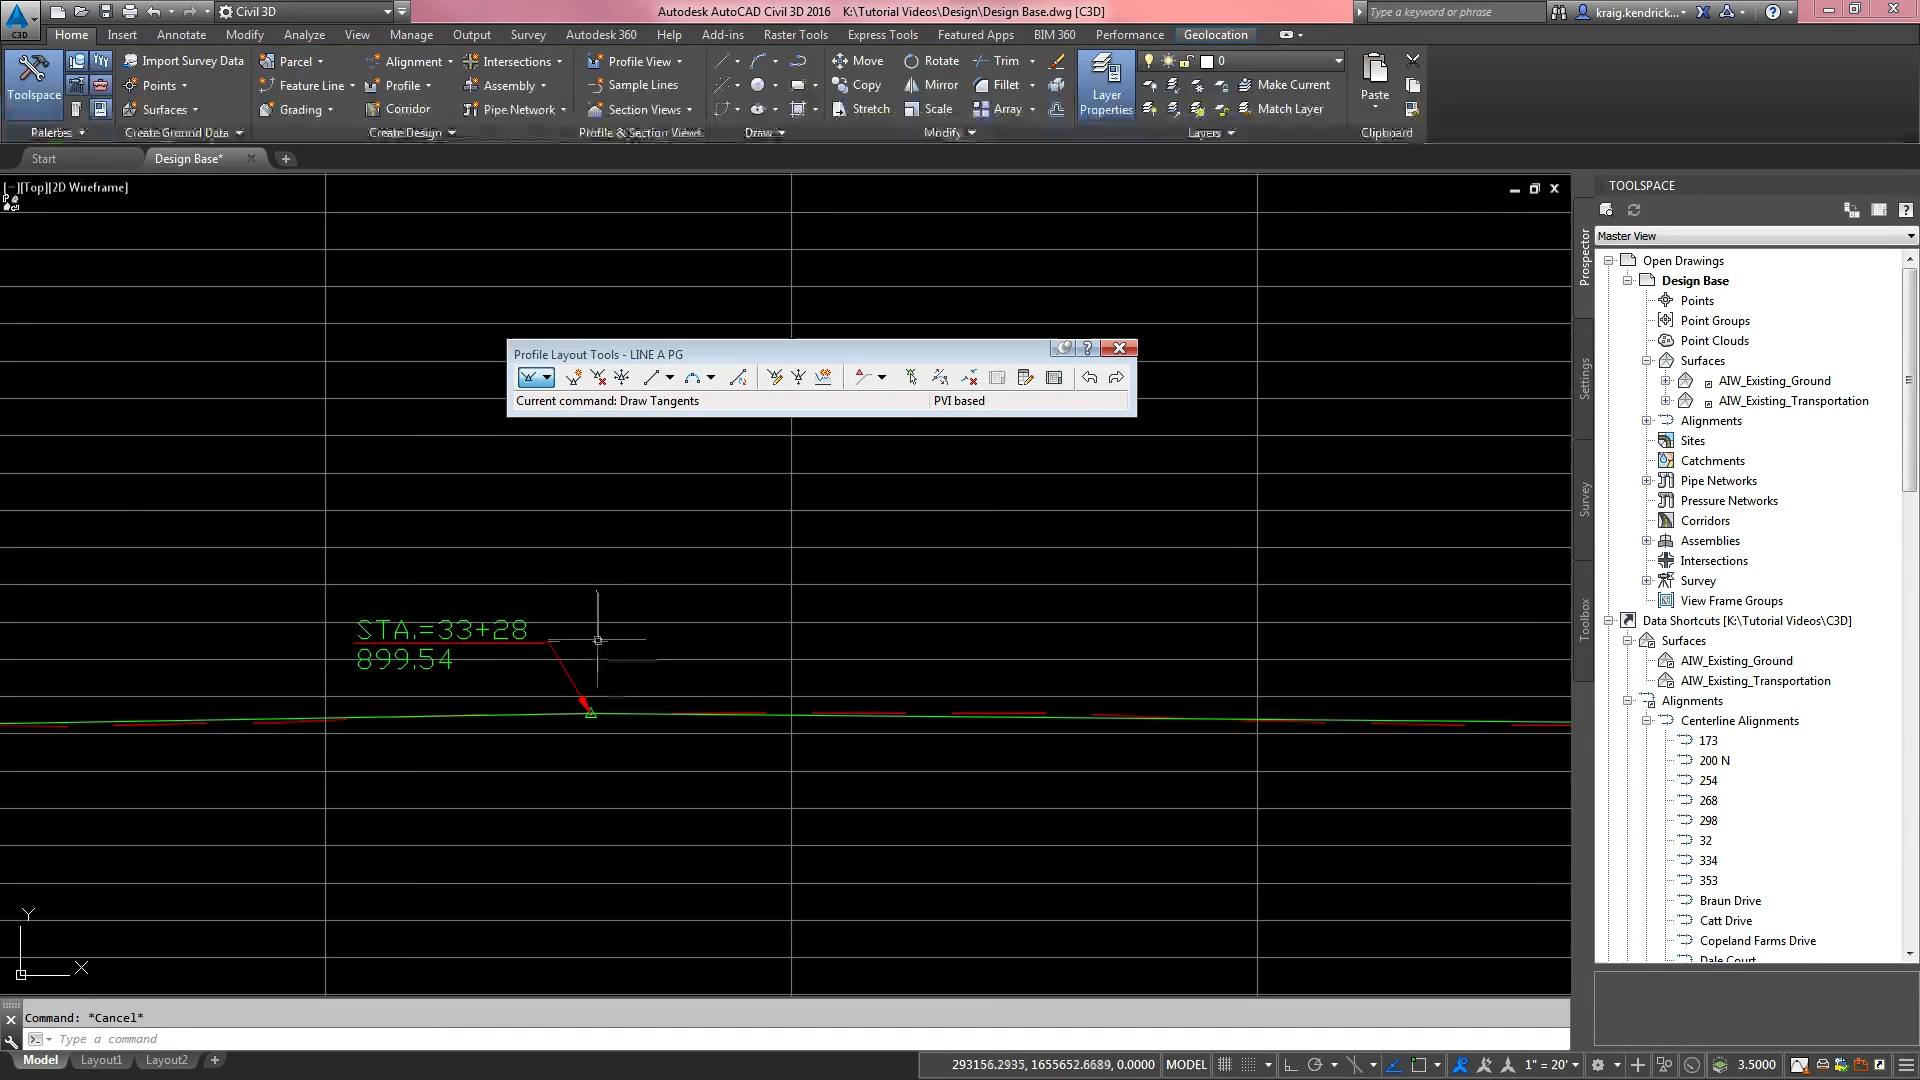 Civil 3D
Autodesk AutoCAD Civil 3D 2016 K:\Tutorial Videos\Design\Design Base.dwg [C3D]
Type a keyword or phrase
kraig.kendrick...
C3D
Home Insert Annotate Modify Analyze View Manage Output Survey Autodesk 360 Help Add-ins Raster Tools Express Tools Featured Apps BIM 360 Performance Geolocation
Toolspace
Import Survey Data
Points
Surfaces
Parcel
Feature Line
Grading
Alignment
Profile
Corridor
Intersections
Assembly
Pipe Network
Profile View
Sample Lines
Section Views
Move Rotate Trim
Copy Mirror Fillet
Stretch Scale Array
Layer
Properties
0
Make Current
Match Layer
Paste
Palettes Create Ground Data Create Design Profile & Section Views Draw Modify Layers Clipboard
Start Design Base*
[−][Top][2D Wireframe]
Profile Layout Tools - LINE A PG
Current command: Draw Tangents PVI based
STA.=33+28
899.54
Y
X
TOOLSPACE
Master View
Prospector
Settings
Survey
Toolbox
Open Drawings
Design Base
Points
Point Groups
Point Clouds
Surfaces
AIW_Existing_Ground
AIW_Existing_Transportation
Alignments
Sites
Catchments
Pipe Networks
Pressure Networks
Corridors
Assemblies
Intersections
Survey
View Frame Groups
Data Shortcuts [K:\Tutorial Videos\C3D]
Surfaces
AIW_Existing_Ground
AIW_Existing_Transportation
Alignments
Centerline Alignments
173
200 N
254
268
298
32
334
353
Braun Drive
Catt Drive
Copeland Farms Drive
Dale Court
Command: *Cancel*
Type a command
Model Layout1 Layout2
293156.2935, 1655652.6689, 0.0000 MODEL 1" = 20' 3.5000